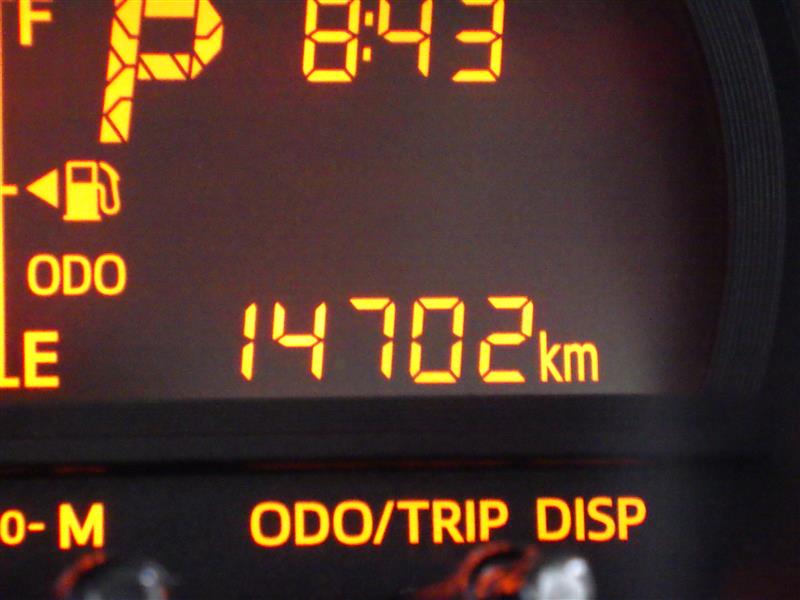 F
P
8:43
ODO
14702km
E
0-M
ODO/TRIP DISP